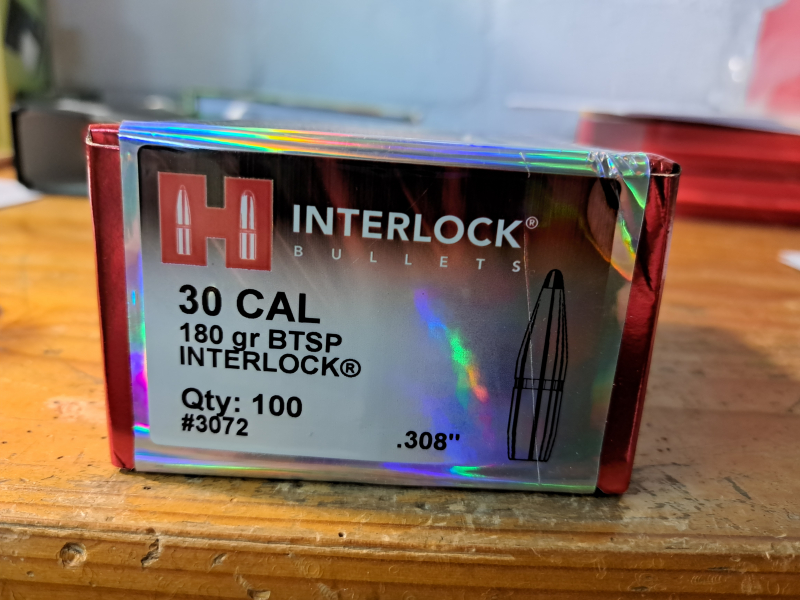 H
INTERLOCK®
BULLETS
30 CAL
180 gr BTSP
INTERLOCK®
Qty: 100
#3072
.308"